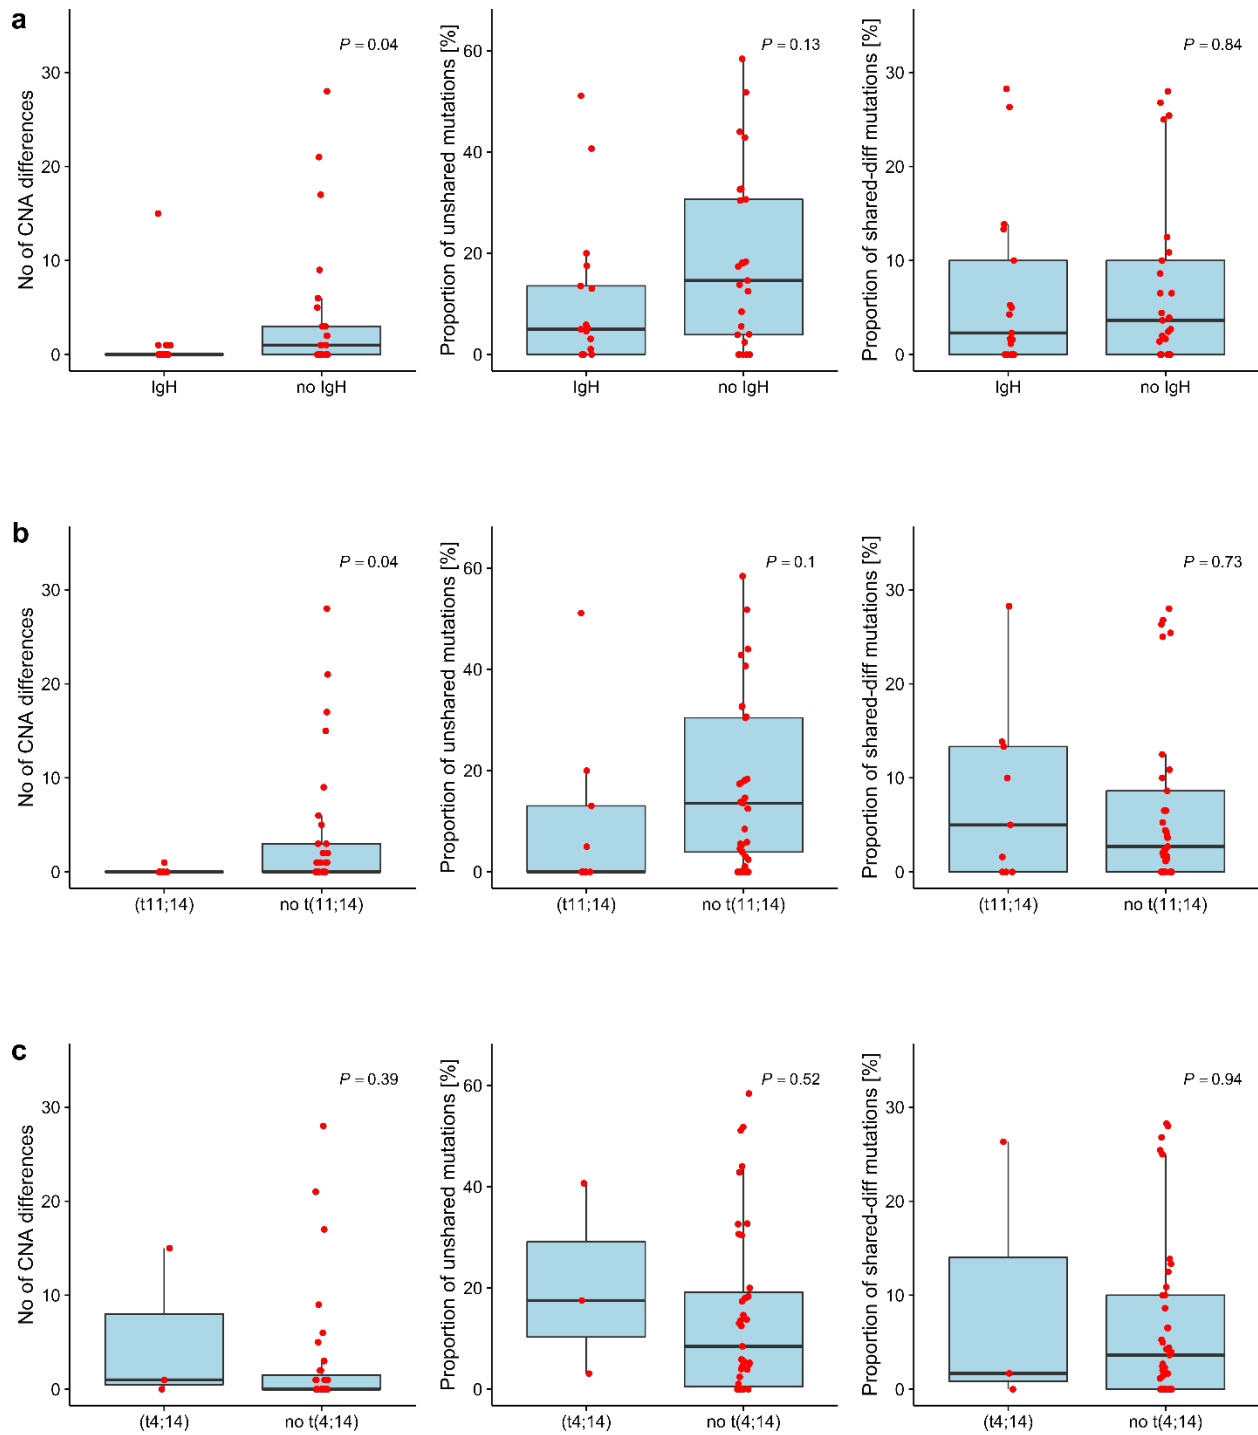 a
No of CNA differences
30
20
10
0
P = 0.04
IgH
no IgH
Proportion of unshared mutations [%]
60
40
20
0
P = 0.13
IgH
no IgH
Proportion of shared-diff mutations [%]
30
20
10
0
P = 0.84
IgH
no IgH
b
No of CNA differences
30
20
10
0
P = 0.04
(t11;14)
no t(11;14)
Proportion of unshared mutations [%]
60
40
20
0
P = 0.1
(t11;14)
no t(11;14)
Proportion of shared-diff mutations [%]
30
20
10
0
P = 0.73
(t11;14)
no t(11;14)
c
No of CNA differences
30
20
10
0
P = 0.39
(t4;14)
no t(4;14)
Proportion of unshared mutations [%]
60
40
20
0
P = 0.52
(t4;14)
no t(4;14)
Proportion of shared-diff mutations [%]
30
20
10
0
P = 0.94
(t4;14)
no t(4;14)